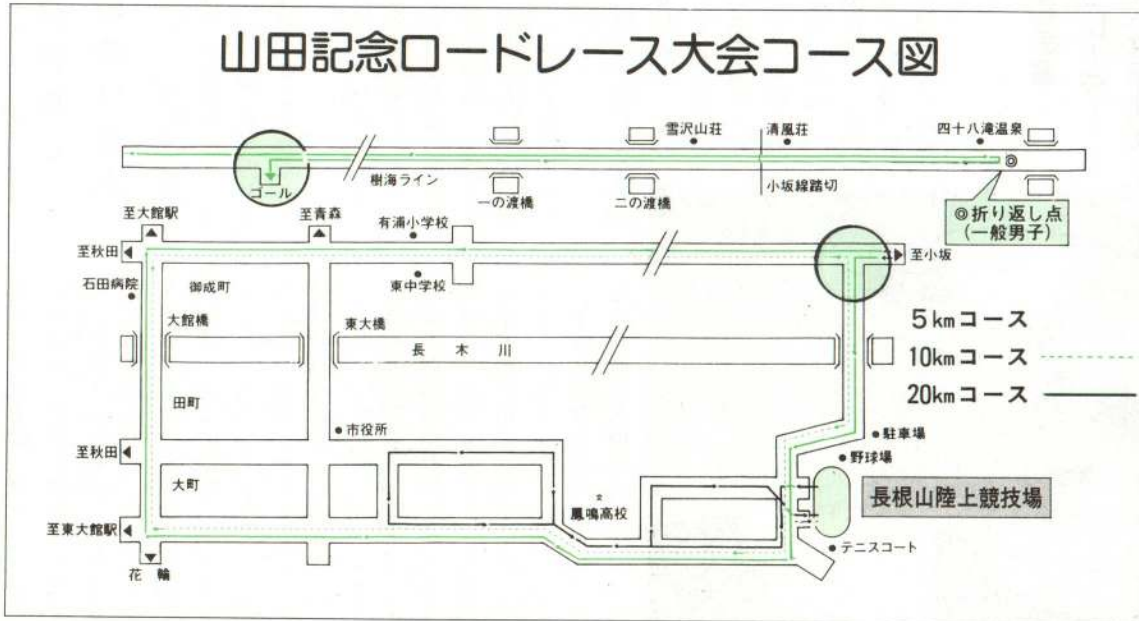 山田記念ロードレース大会コース図
雪沢山荘
清風荘
四十八滝温泉
ゴール
樹海ライン
一の渡橋
二の渡橋
小坂線踏切
◎
◎折り返し点
(一般男子)
至大館駅
至青森
有浦小学校
至秋田
至小坂
石田病院
御成町
東中学校
大館橋
東大橋
長木川
5kmコース
10kmコース
20kmコース
田町
市役所
駐車場
至秋田
野球場
大町
文
鳳鳴高校
長根山陸上競技場
至東大館駅
テニスコート
花輪